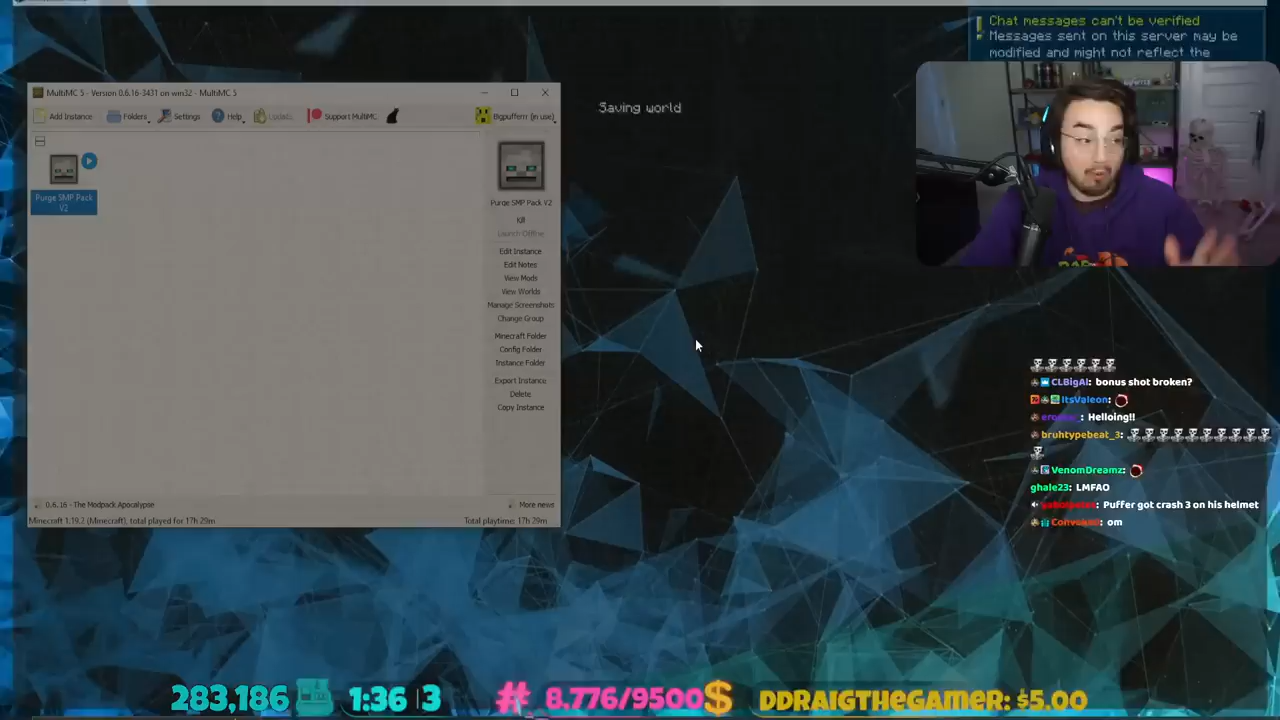 Chat messages can't be verified
Messages sent on this server may be
modified and might not reflect the
MultiMC 5 - Version 0.6.16-3431 on win32 - MultiMC 5
Saving world
Add Instance
Folders
Settings
Help
Update
Support MultiMC
Bigpufferr (in use)
Purge SMP Pack
V2
Purge SMP Pack V2
Kill
Launch Offline
Edit Instance
Edit Notes
View Mods
View Worlds
Manage Screenshots
Change Group
Minecraft Folder
Config Folder
Instance Folder
Export Instance
Delete
Copy Instance
0.6.16 - The Modpack Apocalypse
More news
Minecraft 1.19.2 (Minecraft), total played for 17h 29m
Total playtime: 17h 29m
CLBigAl: bonus shot broken?
ItsValeon:
: Helloing!!
bruhtypebeat_3:
VenomDreamz:
ghale23: LMFAO
: Puffer got crash 3 on his helmet
: om
283,186
1:36 | 3
# 8,776/9500
$ DDRAIGTHEGAMER: $5.00